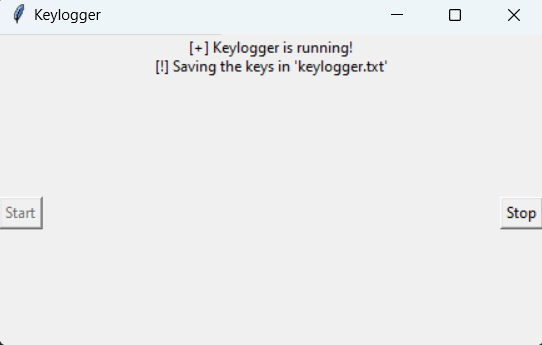 Keylogger
[+] Keylogger is running!
[!] Saving the keys in 'keylogger.txt'
Start
Stop